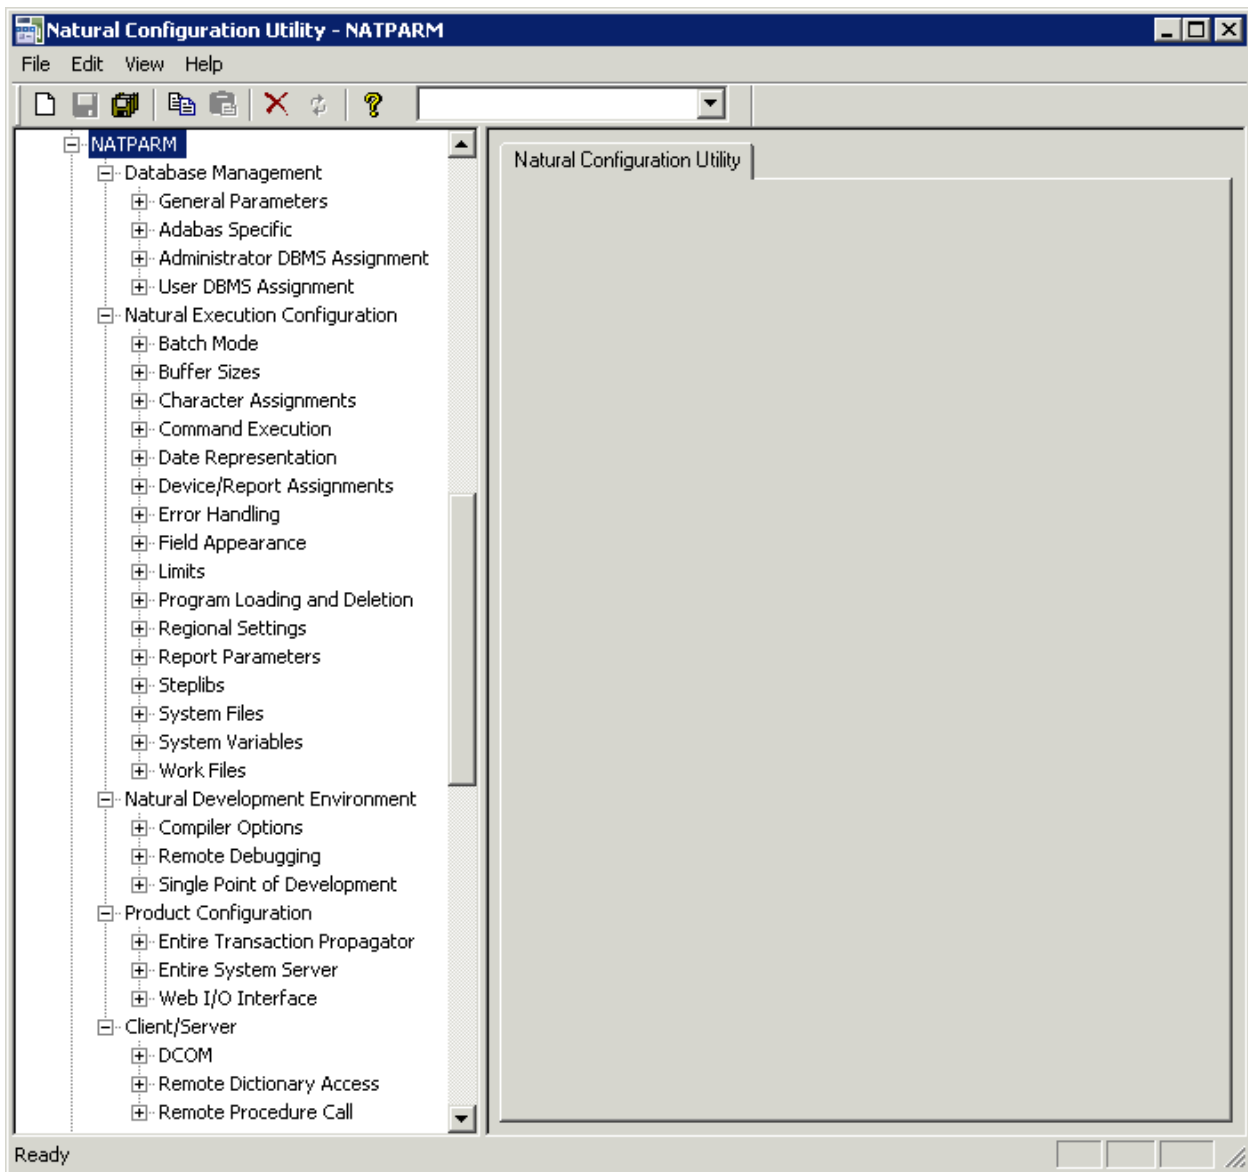 Natural Configuration Utility - NATPARM
File Edit View Help
NATPARM
Natural Configuration Utility
Database Management
General Parameters
Adabas Specific
Administrator DBMS Assignment
User DBMS Assignment
Natural Execution Configuration
Batch Mode
Buffer Sizes
Character Assignments
Command Execution
Date Representation
Device/Report Assignments
Error Handling
Field Appearance
Limits
Program Loading and Deletion
Regional Settings
Report Parameters
Steplibs
System Files
System Variables
Work Files
Natural Development Environment
Compiler Options
Remote Debugging
Single Point of Development
Product Configuration
Entire Transaction Propagator
Entire System Server
Web I/O Interface
Client/Server
DCOM
Remote Dictionary Access
Remote Procedure Call
Ready